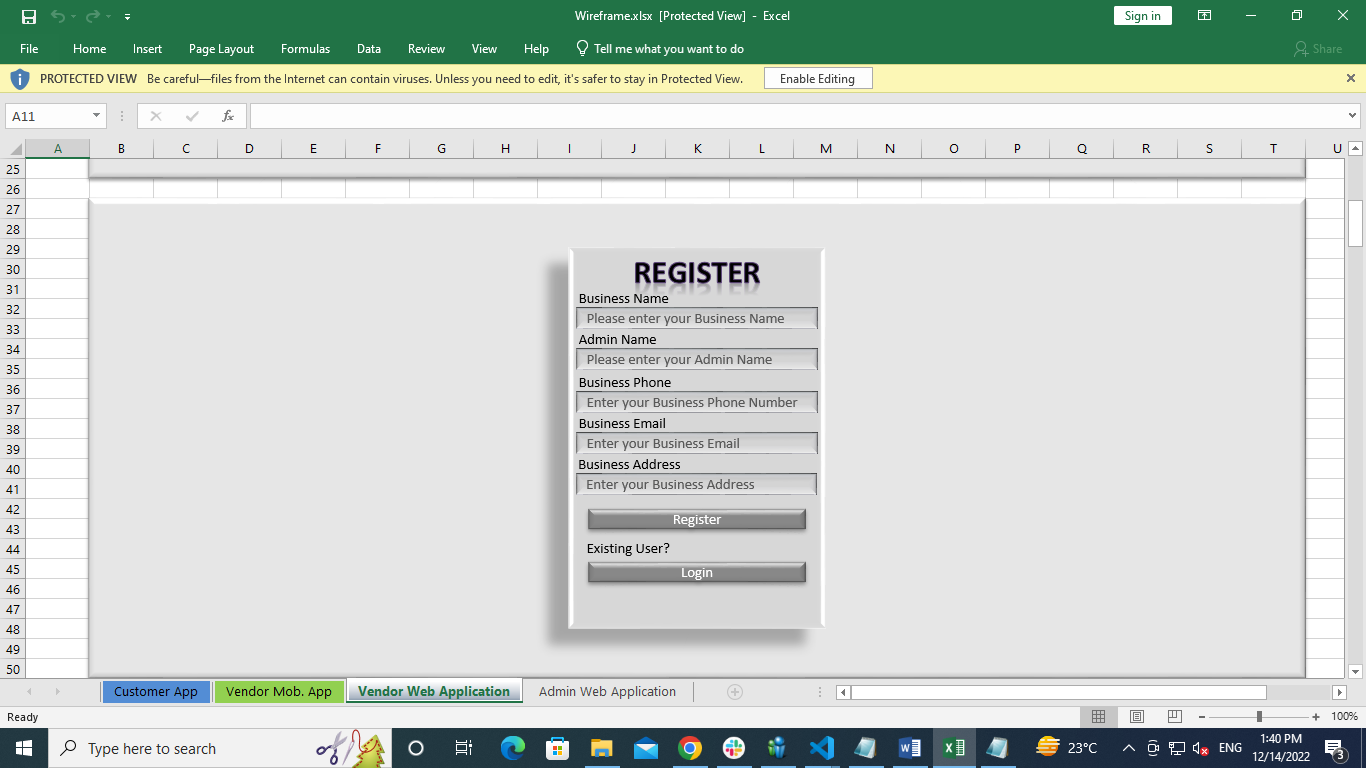 Wireframe.xlsx  [Protected View]  -  Excel
Sign in
File Home Insert Page Layout Formulas Data Review View Help Tell me what you want to do Share
PROTECTED VIEW Be careful—files from the Internet can contain viruses. Unless you need to edit, it's safer to stay in Protected View. Enable Editing
A11 fx
A B C D E F G H I J K L M N O P Q R S T U
25
26
27
28
29
30
31
32
33
34
35
36
37
38
39
40
41
42
43
44
45
46
47
48
49
50
REGISTER
Business Name
Please enter your Business Name
Admin Name
Please enter your Admin Name
Business Phone
Enter your Business Phone Number
Business Email
Enter your Business Email
Business Address
Enter your Business Address
Register
Existing User?
Login
Customer App Vendor Mob. App Vendor Web Application Admin Web Application
Ready 100%
Type here to search
23°C ENG
1:40 PM
12/14/2022
3